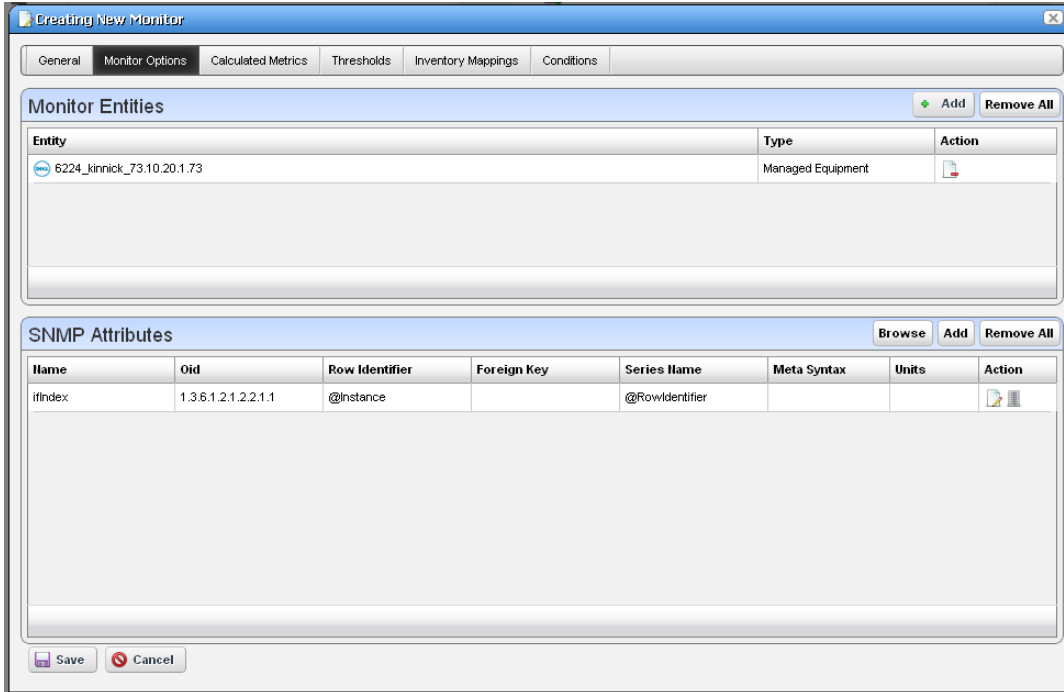 Creating New Monitor
General Monitor Options Calculated Metrics Thresholds Inventory Mappings Conditions
Monitor Entities Add Remove All
Entity Type Action
DELL 6224_kinnick_73.10.20.1.73 Managed Equipment
SNMP Attributes Browse Add Remove All
Name Oid Row Identifier Foreign Key Series Name Meta Syntax Units Action
ifIndex 1.3.6.1.2.1.2.2.1.1 @Instance @RowIdentifier
Save Cancel